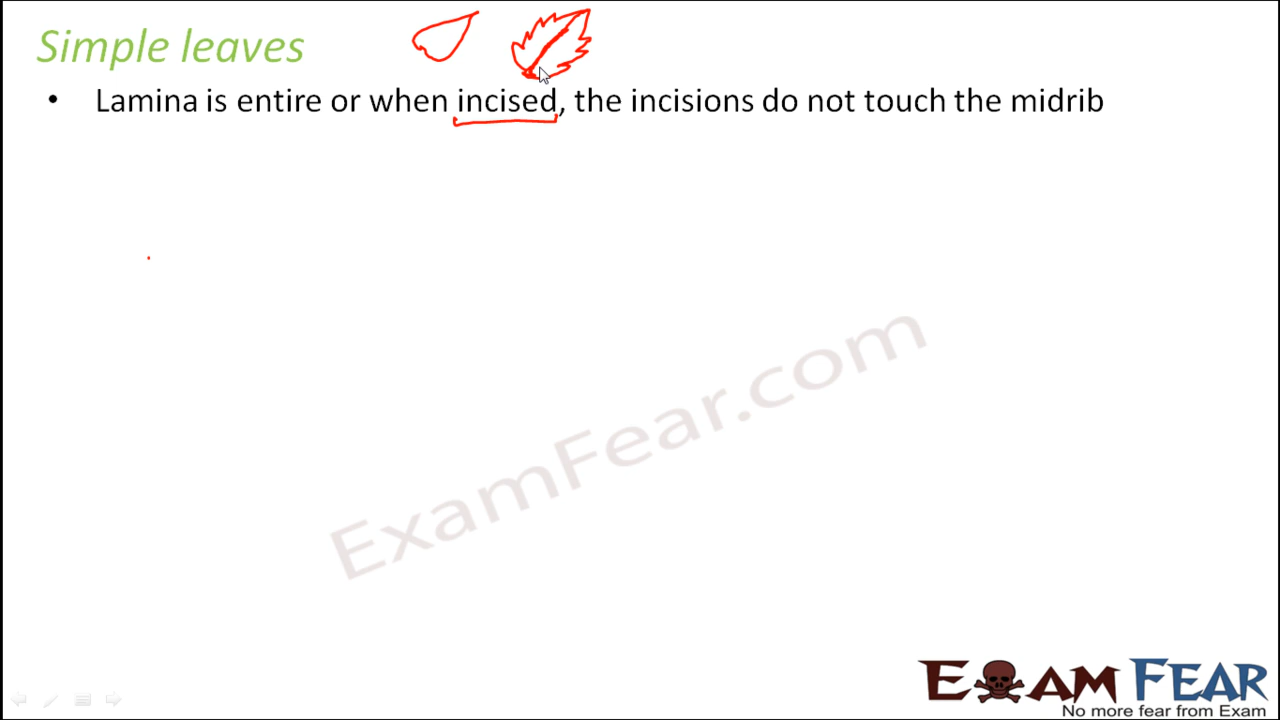 Simple leaves
• Lamina is entire or when incised, the incisions do not touch the midrib
ExamFear.com
EXAM FEAR
No more fear from Exam